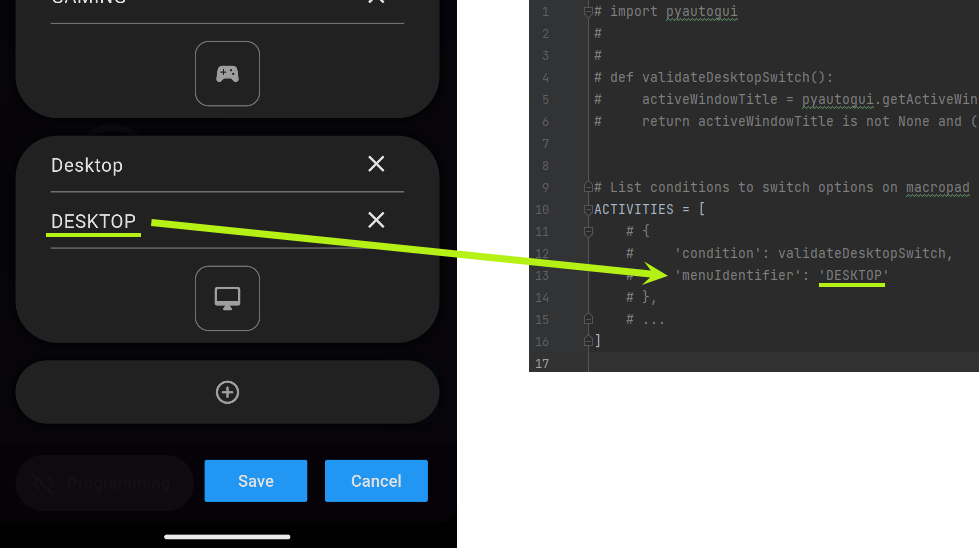 GAMING
Desktop
DESKTOP
Programming
Save
Cancel
1 # import pyautogui
2 #
3 #
4 # def validateDesktopSwitch():
5 #     activeWindowTitle = pyautogui.getActiveWin
6 #     return activeWindowTitle is not None and (
7
8
9 # List conditions to switch options on macropad
10 ACTIVITIES = [
11     # {
12     #     'condition': validateDesktopSwitch,
13     #     'menuIdentifier': 'DESKTOP'
14     # },
15     # ...
16 ]
17